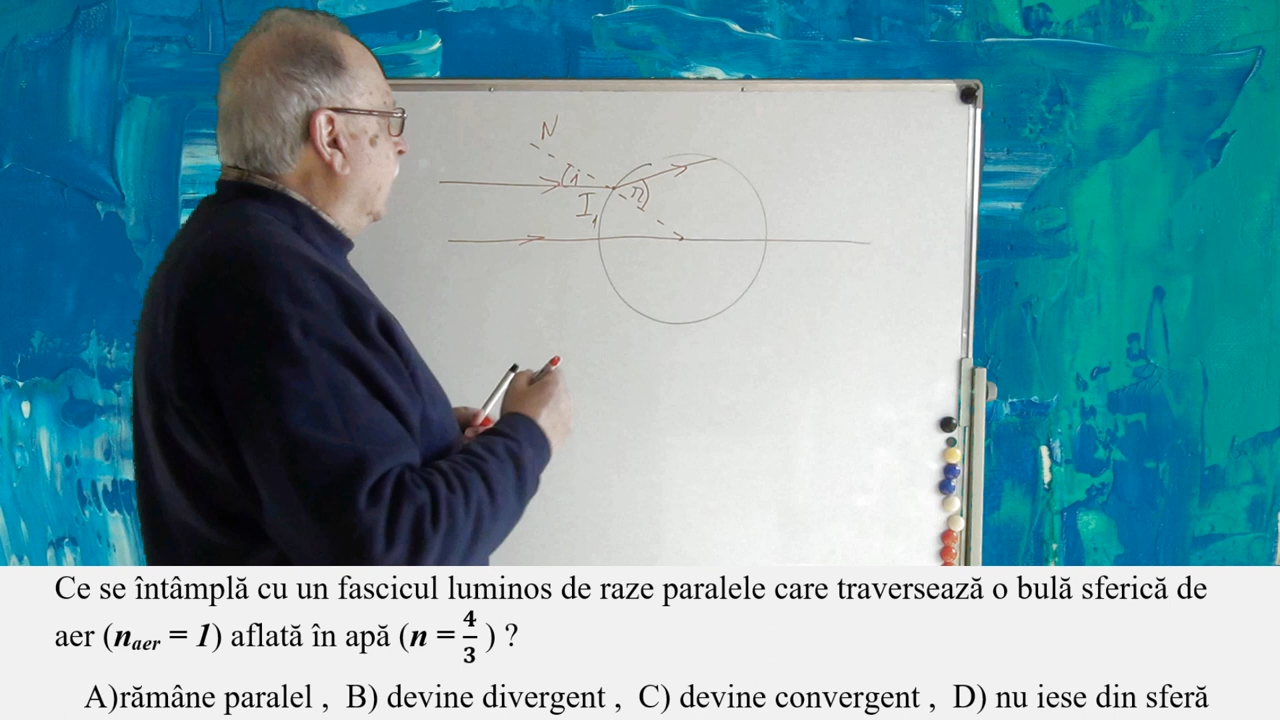 N
i
r
I₁
Ce se întâmplă cu un fascicul luminos de raze paralele care traversează o bulă sferică de
aer (nₐₑᵣ = 1) aflată în apă (n = 4/3 ) ?
A)rămâne paralel , B) devine divergent , C) devine convergent , D) nu iese din sferă